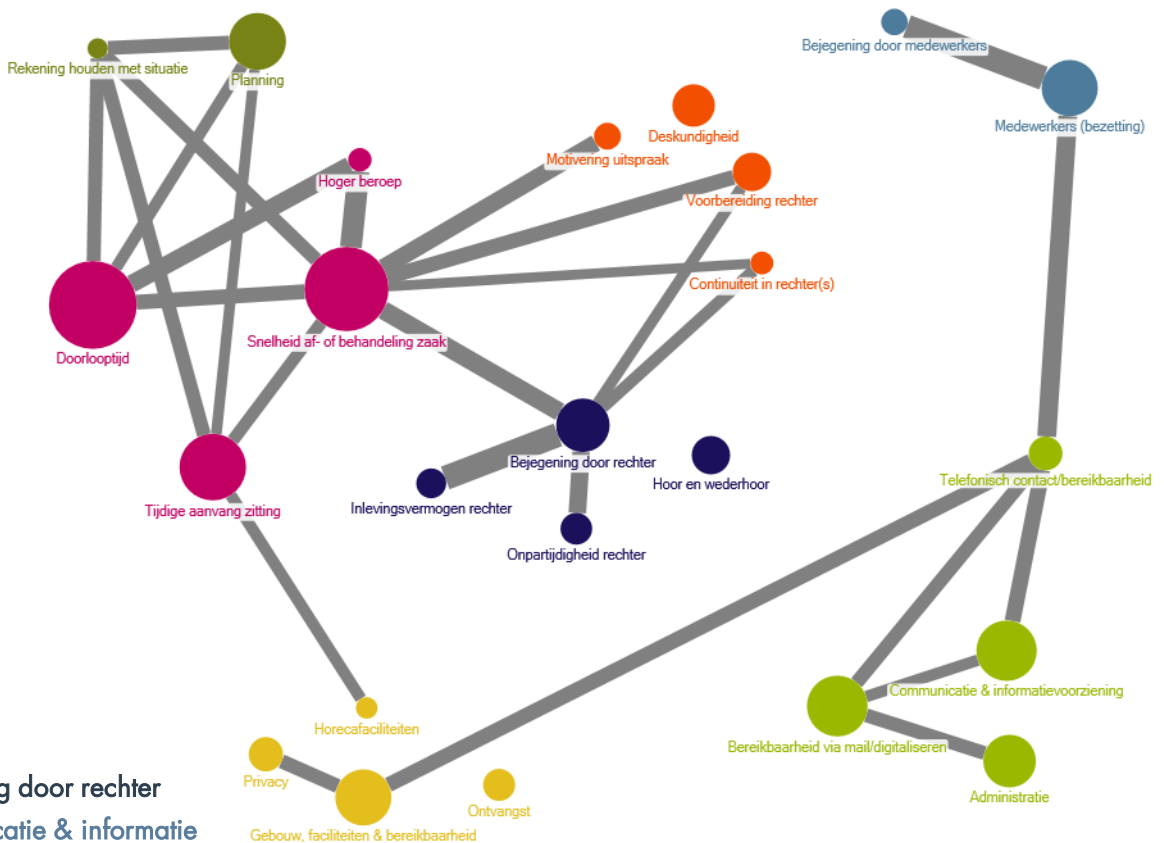 Bejegening door medewerkers
Rekening houden met situatie
Planning
Medewerkers (bezetting)
Deskundigheid
Motivering uitspraak
Hoger beroep
Voorbereiding rechter
Continuïteit in rechter(s)
Snelheid af- of behandeling zaak
Doorlooptijd
Bejegening door rechter
Hoor en wederhoor
Telefonisch contact/bereikbaarheid
Inlevingsvermogen rechter
Tijdige aanvang zitting
Onpartijdigheid rechter
Communicatie & informatievoorziening
Horecafaciliteiten
Bereikbaarheid via mail/digitaliseren
Privacy
g door rechter
Administratie
Ontvangst
catie & informatie
Gebouw, faciliteiten & bereikbaarheid